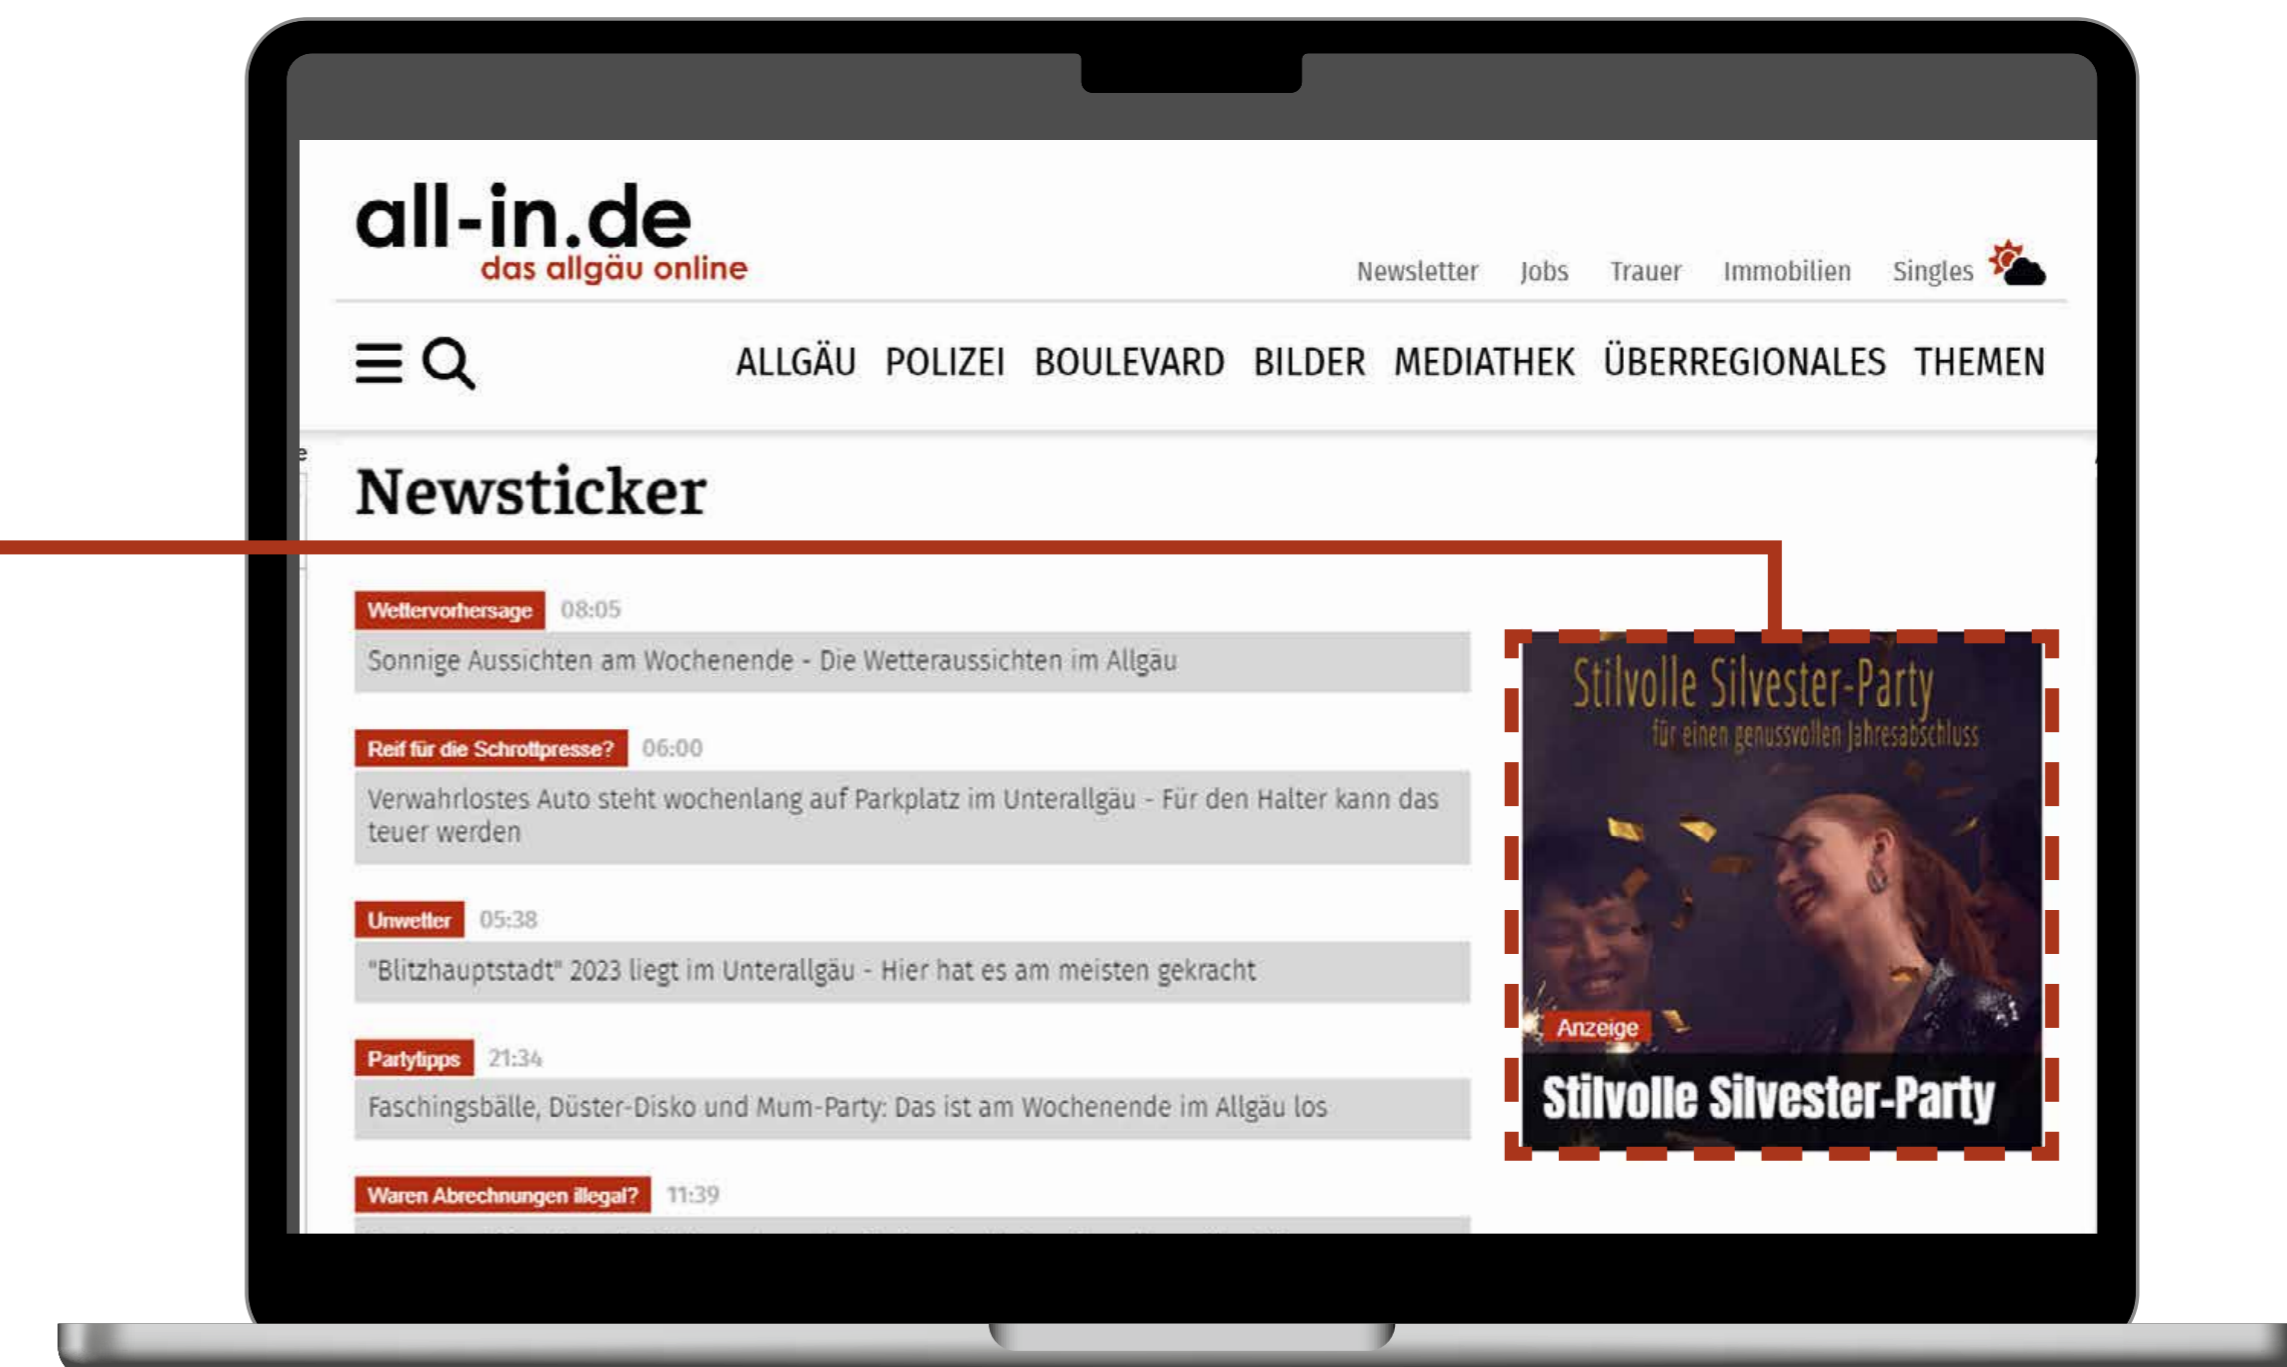 all-in.de
das allgäu online
Newsletter Jobs Trauer Immobilien Singles
ALLGÄU POLIZEI BOULEVARD BILDER MEDIATHEK ÜBERREGIONALES THEMEN
Newsticker
Wettervorhersage 08:05
Sonnige Aussichten am Wochenende - Die Wetteraussichten im Allgäu
Reif für die Schrottpresse? 06:00
Verwahrlostes Auto steht wochenlang auf Parkplatz im Unterallgäu - Für den Halter kann das
teuer werden
Unwetter 05:38
"Blitzhauptstadt" 2023 liegt im Unterallgäu - Hier hat es am meisten gekracht
Partytipps 21:34
Faschingsbälle, Düster-Disko und Mum-Party: Das ist am Wochenende im Allgäu los
Waren Abrechnungen illegal? 11:39
Stilvolle Silvester-Party
für einen genussvollen Jahresabschluss
Anzeige
Stilvolle Silvester-Party